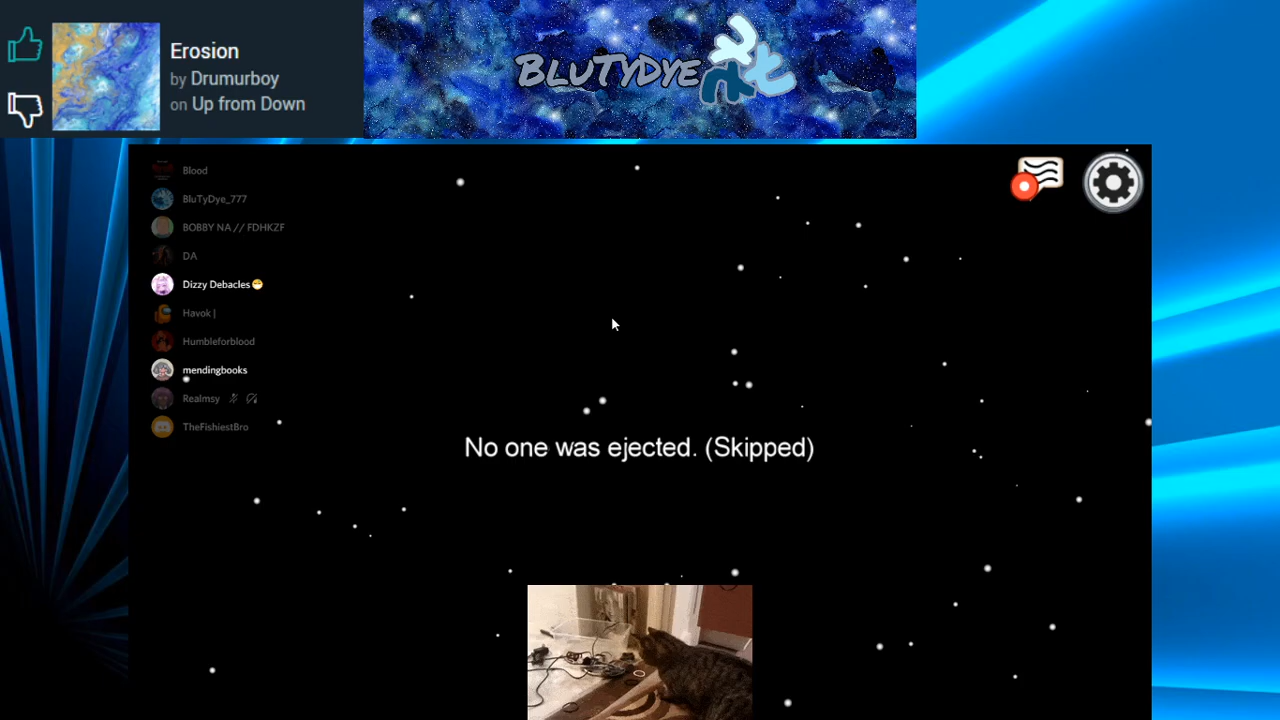 Erosion
by Drumurboy
on Up from Down
BLUTYDYE
Blood
BluTyDye_777
BOBBY NA // FDHKZF
DA
Dizzy Debacles😁
Havok |
Humbleforblood
mendingbooks
Realmsy
TheFishiestBro
No one was ejected. (Skipped)